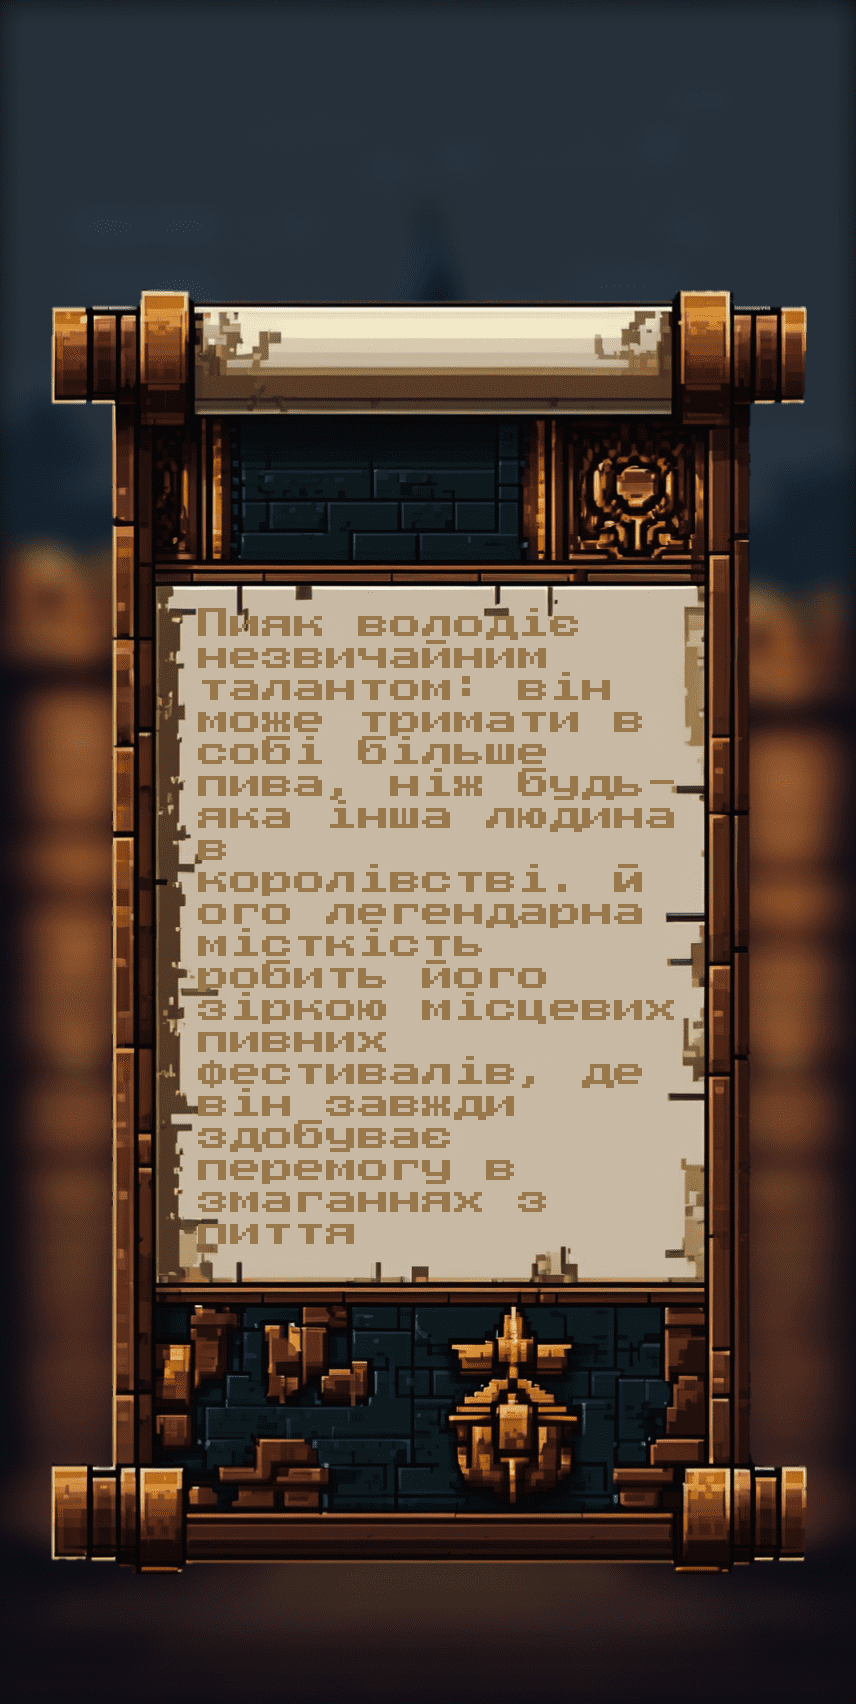 Пияк володіє
незвичайним
талантом: він
може тримати в
собі більше
пива, ніж будь-
яка інша людина
в
королівстві. Й
ого легендарна
місткість
робить його
зіркою місцевих
пивних
фестивалів, де
він завжди
здобуває
перемогу в
змаганнях з
пиття